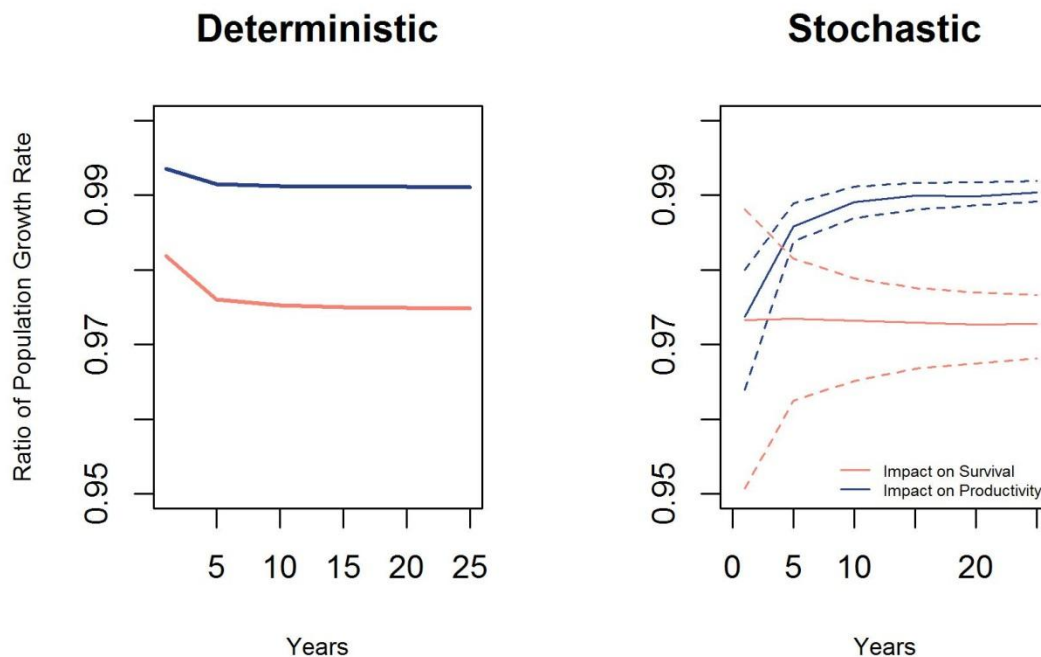 Deterministic
Stochastic
Ratio of Population Growth Rate
0.99
0.97
0.95
5 10 15 20 25
Years
0.99
0.97
0.95
Impact on Survival
Impact on Productivity
0 5 10 20
Years